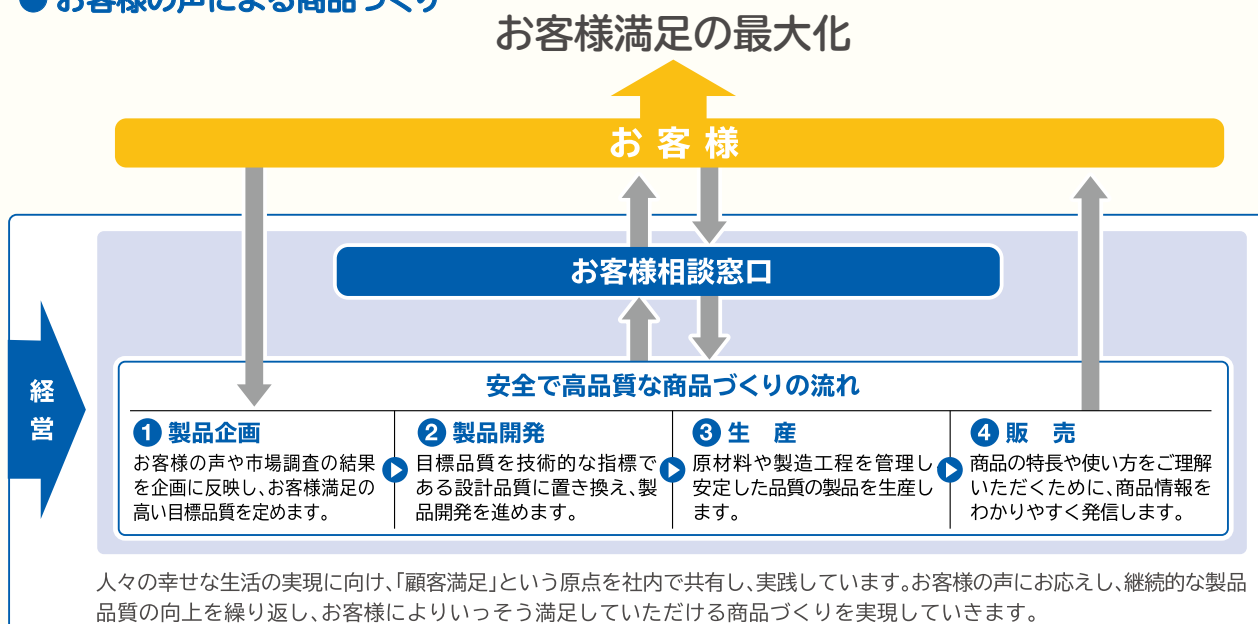 ● お客様の声による商品づくり
お客様満足の最大化
お客様
お客様相談窓口
経営
安全で高品質な商品づくりの流れ
1 製品企画
お客様の声や市場調査の結果
を企画に反映し、お客様満足の
高い目標品質を定めます。
2 製品開発
目標品質を技術的な指標で
ある設計品質に置き換え、製
品開発を進めます。
3 生　産
原材料や製造工程を管理し
安定した品質の製品を生産し
ます。
4 販　売
商品の特長や使い方をご理解
いただくために、商品情報を
わかりやすく発信します。
人々の幸せな生活の実現に向け、「顧客満足」という原点を社内で共有し、実践しています。お客様の声にお応えし、継続的な製品
品質の向上を繰り返し、お客様によりいっそう満足していただける商品づくりを実現していきます。